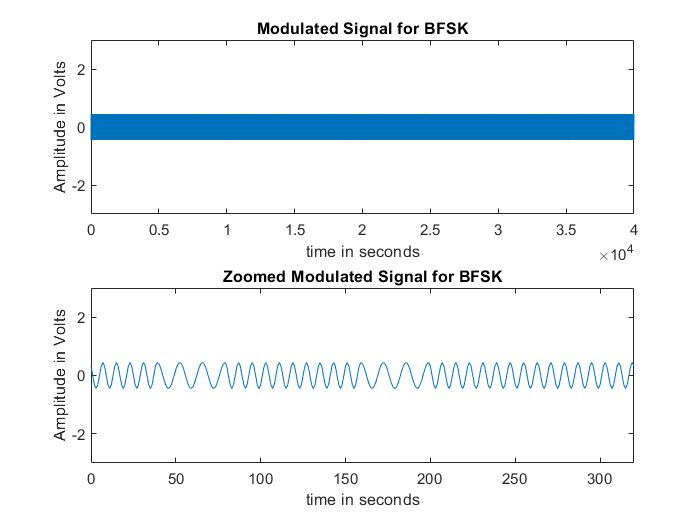 Modulated Signal for BFSK
Amplitude in Volts
2
0
-2
0 0.5 1 1.5 2 2.5 3 3.5 4
time in seconds
×10^4
Zoomed Modulated Signal for BFSK
Amplitude in Volts
2
0
-2
0 50 100 150 200 250 300
time in seconds